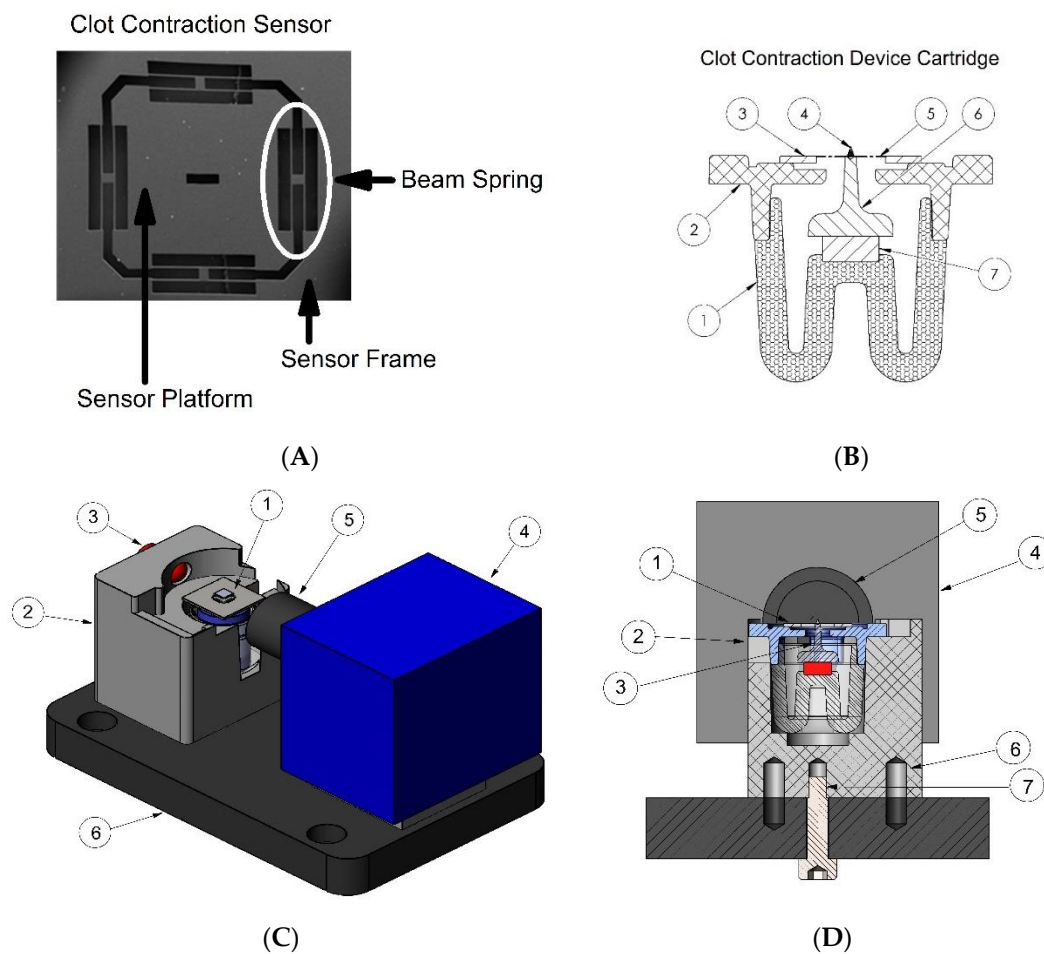 Clot Contraction Sensor
Beam Spring
Sensor Frame
Sensor Platform
(A)
Clot Contraction Device Cartridge
3
4
5
6
2
1
7
(B)
1
5
3
4
2
6
(C)
5
1
4
2
3
6
7
(D)